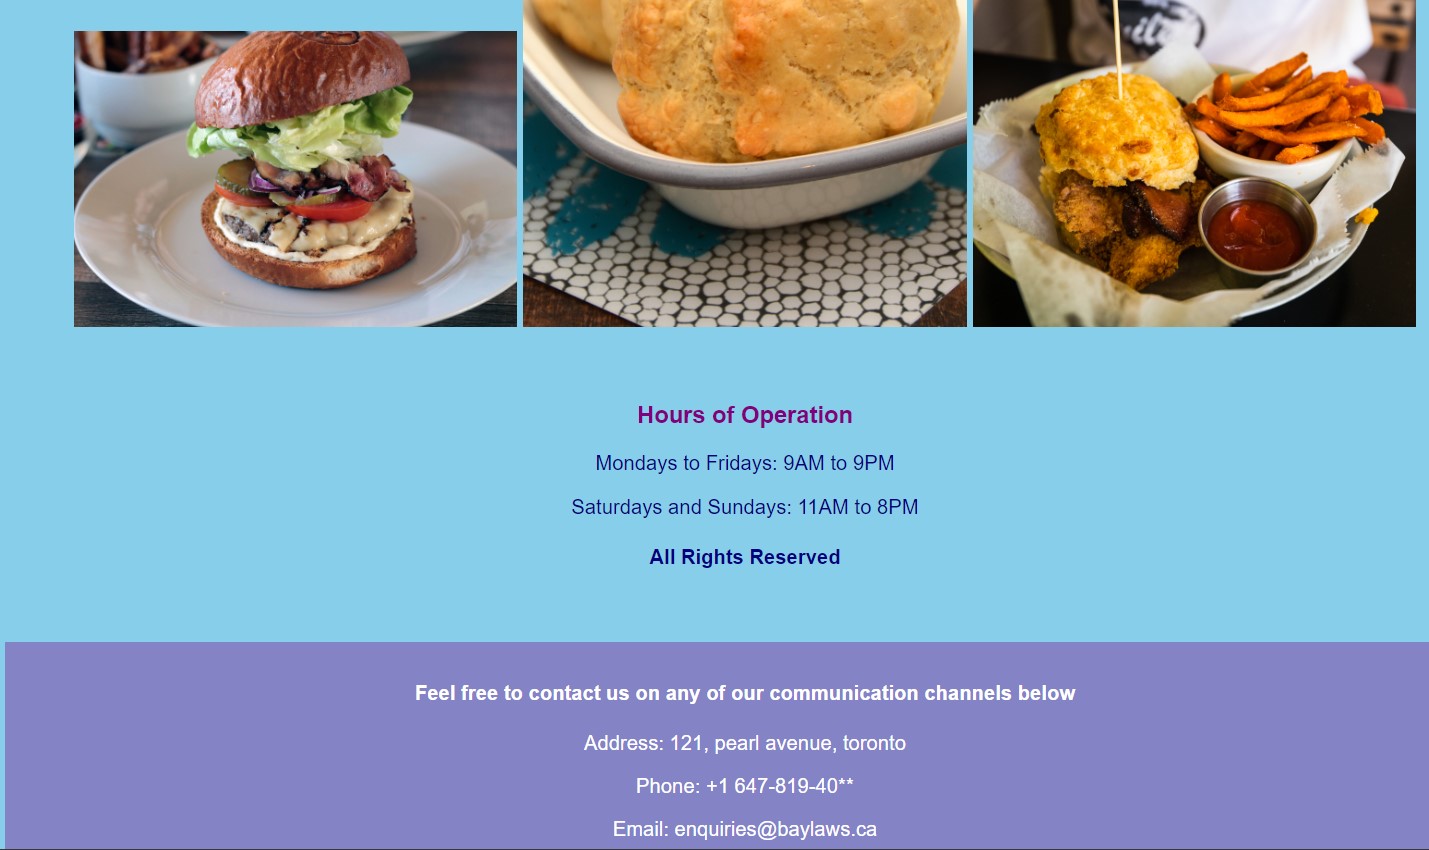 Hours of Operation
Mondays to Fridays: 9AM to 9PM
Saturdays and Sundays: 11AM to 8PM
All Rights Reserved
Feel free to contact us on any of our communication channels below
Address: 121, pearl avenue, toronto
Phone: +1 647-819-40**
Email: enquiries@baylaws.ca